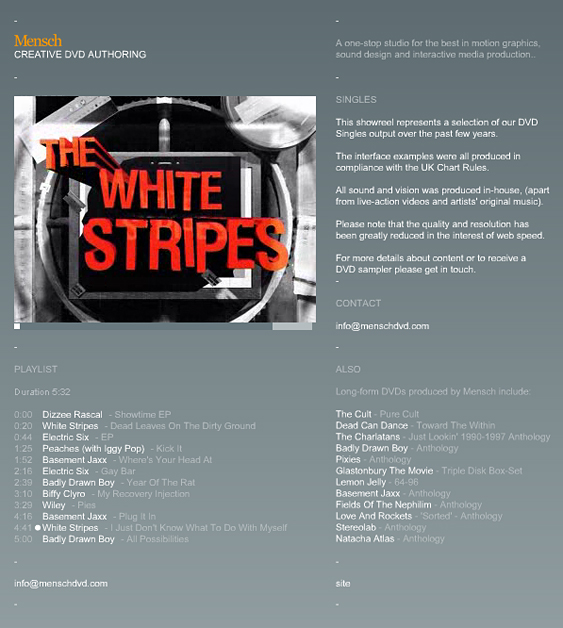 -
Mensch
CREATIVE DVD AUTHORING
-
THE
WHITE
STRIPES
-
PLAYLIST
Duration 5:32
0:00 Dizzee Rascal - Showtime EP
0:20 White Stripes - Dead Leaves On The Dirty Ground
0:44 Electric Six - EP
1:25 Peaches (with Iggy Pop) - Kick It
1:52 Basement Jaxx - Where's Your Head At
2:16 Electric Six - Gay Bar
2:39 Badly Drawn Boy - Year Of The Rat
3:10 Biffy Clyro - My Recovery Injection
3:29 Wiley - Pies
4:16 Basement Jaxx - Plug It In
4:41 White Stripes - I Just Don't Know What To Do With Myself
5:00 Badly Drawn Boy - All Possibilities
-
info@menschdvd.com
-
-
A one-stop studio for the best in motion graphics,
sound design and interactive media production..
-
SINGLES
This showreel represents a selection of our DVD
Singles output over the past few years.
The interface examples were all produced in
compliance with the UK Chart Rules.
All sound and vision was produced in-house, (apart
from live-action videos and artists' original music).
Please note that the quality and resolution has
been greatly reduced in the interest of web speed.
For more details about content or to receive a
DVD sampler please get in touch.
-
CONTACT
info@menschdvd.com
-
ALSO
Long-form DVDs produced by Mensch include:
The Cult - Pure Cult
Dead Can Dance - Toward The Within
The Charlatans - Just Lookin' 1990-1997 Anthology
Badly Drawn Boy - Anthology
Pixies - Anthology
Glastonbury The Movie - Triple Disk Box-Set
Lemon Jelly - 64-95
Basement Jaxx - Anthology
Fields Of The Nephilim - Anthology
Love And Rockets - 'Sorted' - Anthology
Stereolab - Anthology
Natacha Atlas - Anthology
-
site
-